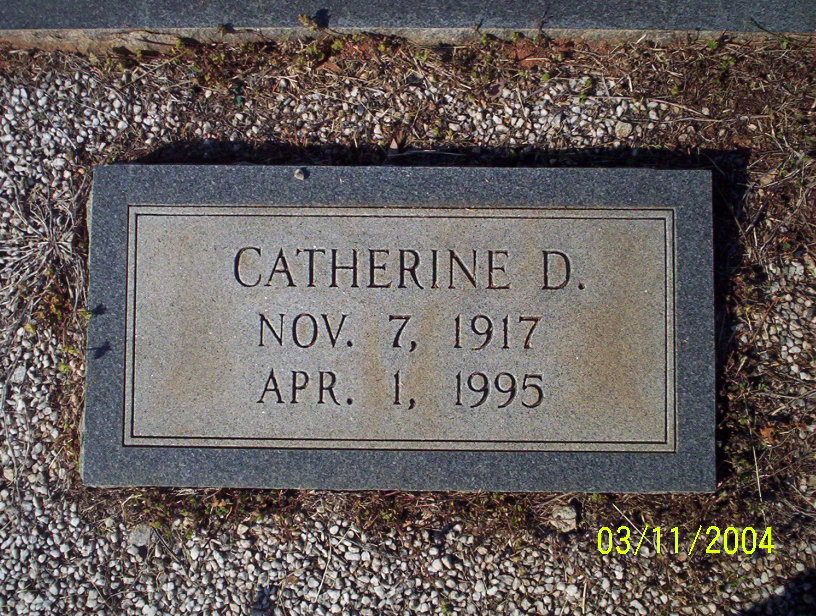 CATHERINE D.
NOV. 7, 1917
APR. 1, 1995
03/11/2004